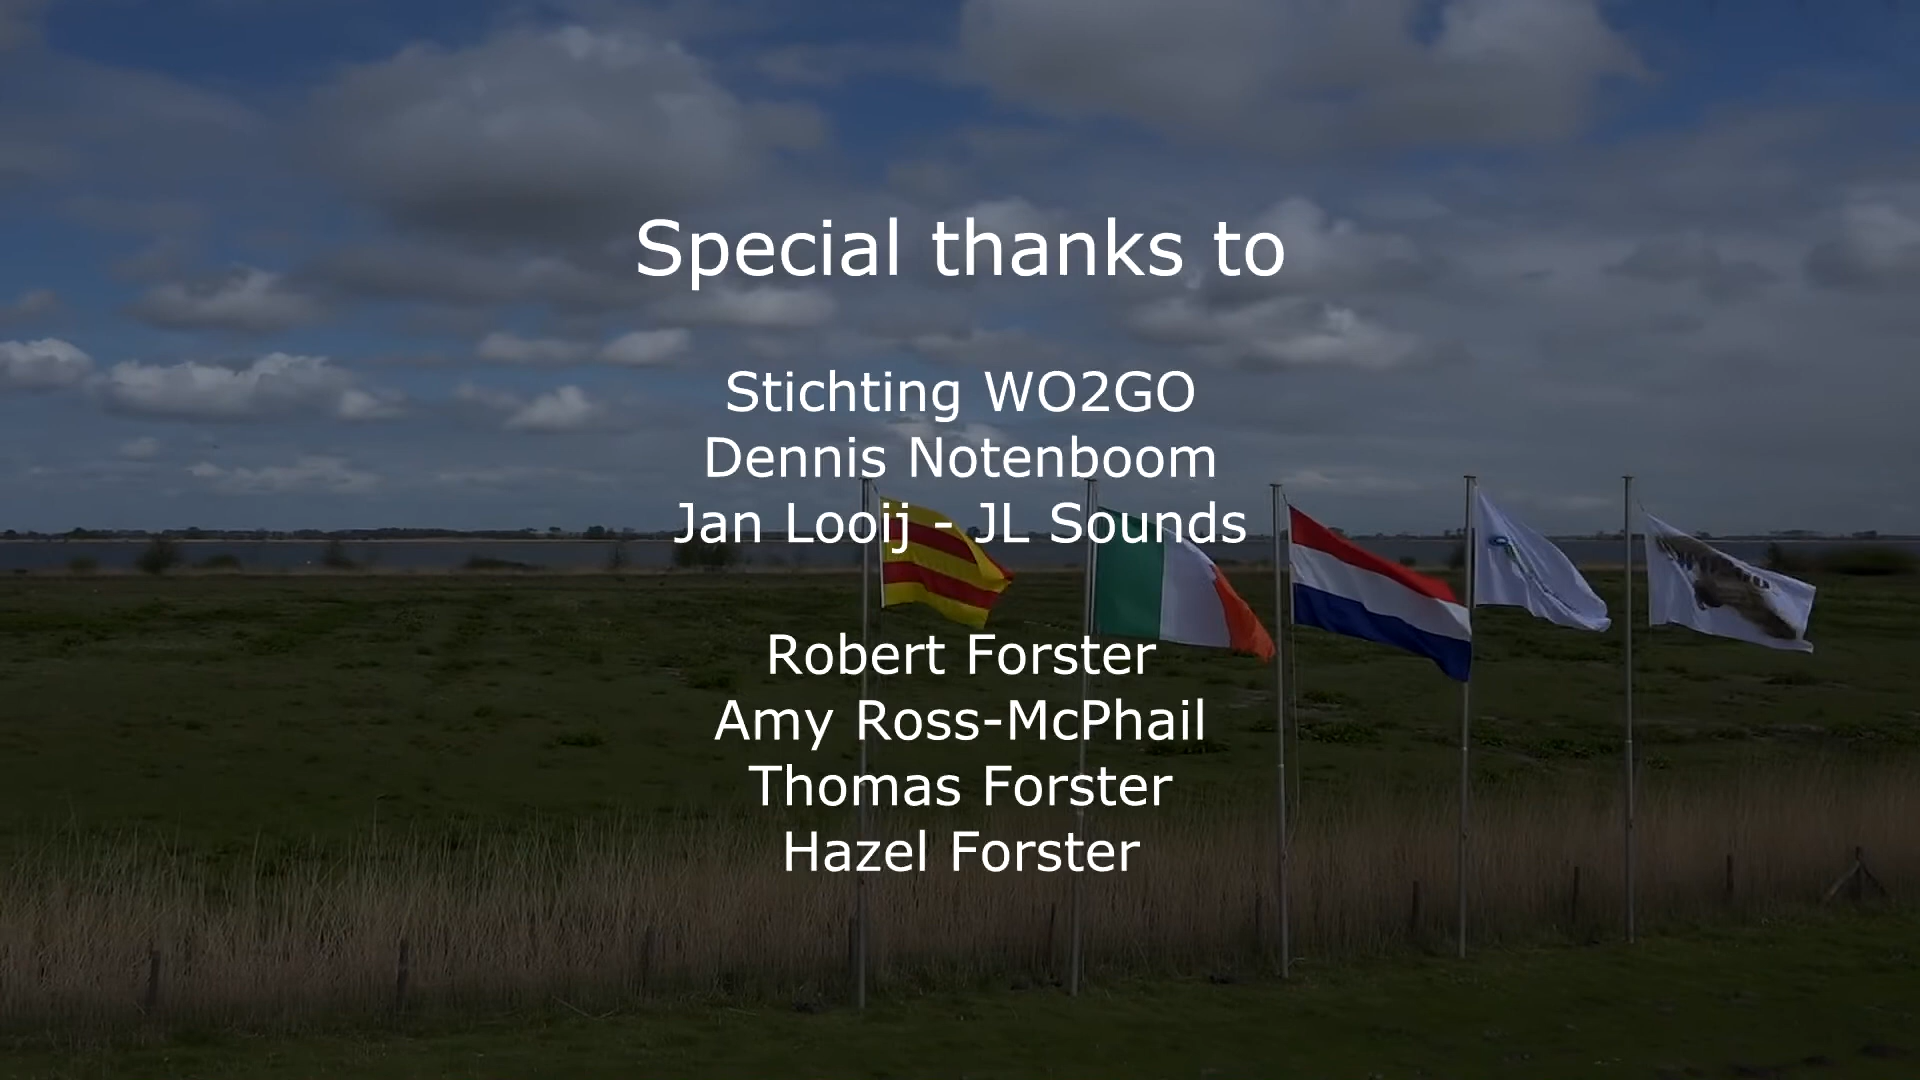 Special thanks to
Stichting WO2GO
Dennis Notenboom
Jan Looij - JL Sounds
Robert Forster
Amy Ross-McPhail
Thomas Forster
Hazel Forster